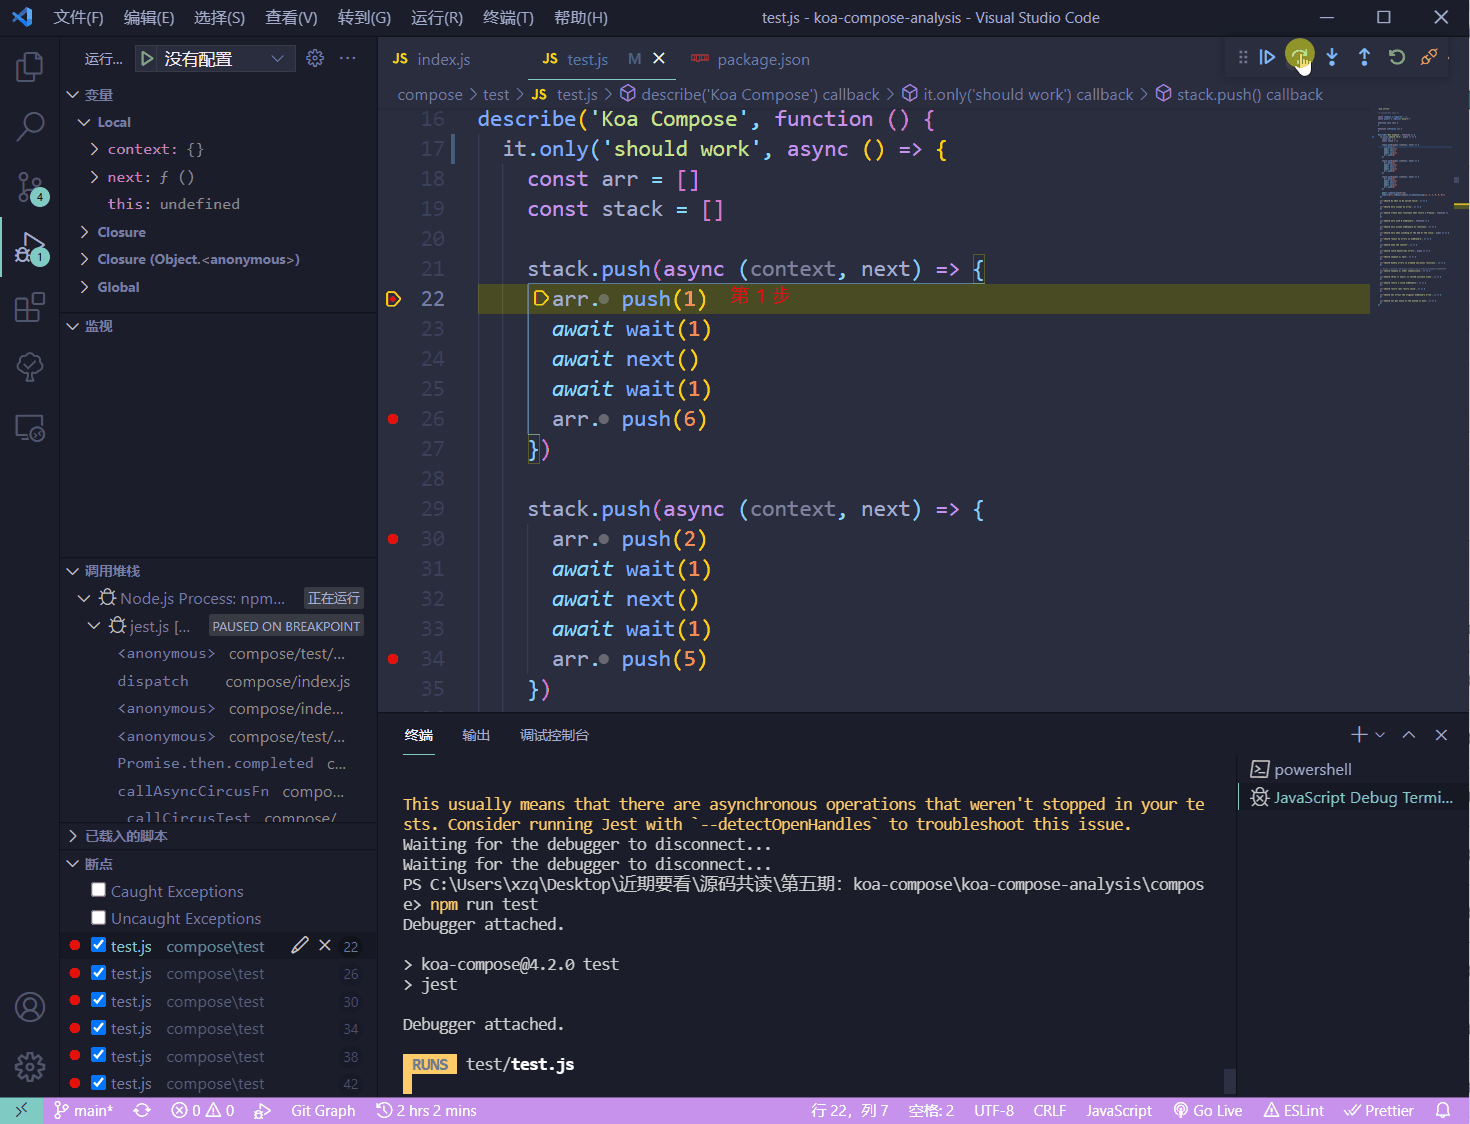 文件(F) 编辑(E) 选择(S) 查看(V) 转到(G) 运行(R) 终端(T) 帮助(H) test.js - koa-compose-analysis - Visual Studio Code
运行... 没有配置 ···
JS index.js JS test.js M package.json
compose > test > JS test.js > describe('Koa Compose') callback > it.only('should work') callback > stack.push() callback
变量
Local
context: {}
next: ƒ ()
this: undefined
Closure
Closure (Object.<anonymous>)
Global
监视
调用堆栈
Node.js Process: npm... 正在运行
jest.js [... PAUSED ON BREAKPOINT
<anonymous> compose/test/...
dispatch compose/index.js
<anonymous> compose/inde...
<anonymous> compose/test/...
Promise.then.completed c...
callAsyncCircusFn compo...
_callCircusTest compose/
已载入的脚本
断点
Caught Exceptions
Uncaught Exceptions
test.js compose\test 22
test.js compose\test 26
test.js compose\test 30
test.js compose\test 34
test.js compose\test 38
test.js compose\test 42
4
1
16 describe('Koa Compose', function () {
17 it.only('should work', async () => {
18 const arr = []
19 const stack = []
20
21 stack.push(async (context, next) => {
22 arr. push(1) 第 1 步
23 await wait(1)
24 await next()
25 await wait(1)
26 arr. push(6)
27 })
28
29 stack.push(async (context, next) => {
30 arr. push(2)
31 await wait(1)
32 await next()
33 await wait(1)
34 arr. push(5)
35 })
终端 输出 调试控制台
This usually means that there are asynchronous operations that weren't stopped in your te
sts. Consider running Jest with `--detectOpenHandles` to troubleshoot this issue.
Waiting for the debugger to disconnect...
Waiting for the debugger to disconnect...
PS C:\Users\xzq\Desktop\近期要看\源码共读\第五期：koa-compose\koa-compose-analysis\compos
e> npm run test
Debugger attached.
> koa-compose@4.2.0 test
> jest
Debugger attached.
RUNS test/test.js
powershell
JavaScript Debug Termi...
main* 0 0 Git Graph 2 hrs 2 mins 行 22，列 7 空格: 2 UTF-8 CRLF JavaScript Go Live ESLint Prettier